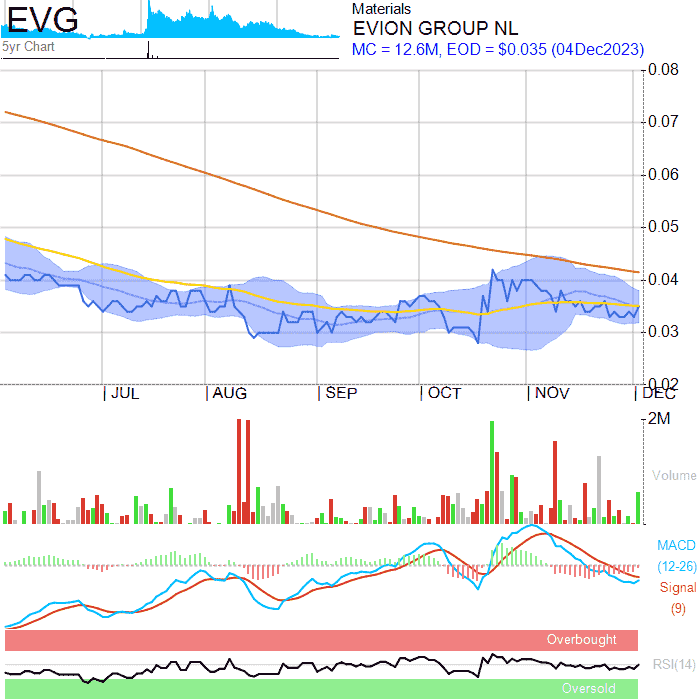 EVG
5yr Chart
Materials
EVION GROUP NL
MC = 12.6M, EOD = $0.035 (04Dec2023)
0.08
0.07
0.06
0.05
0.04
0.03
0.02
JUL AUG SEP OCT NOV DEC
2M
Volume
MACD
(12-26)
Signal
(9)
Overbought
RSI(14)
Oversold